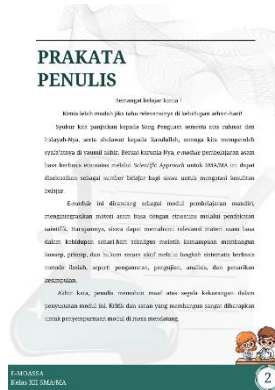 PRAKATA
PENULIS
Semangat belajar kimia !
Kimia lebih mudah jika tahu relevansinya di kehidupan sehari-hari!
Syukur kita panjatkan kepada Sang Penguasa semesta atas rahmat dan
hidayah-Nya, serta sholawat kepada Rasulullah, semoga kita memperoleh
syafa'atnya di yaumil akhir. Berkat karunia-Nya, e-modul pembelajaran asam
basa berbasis etnosains melalui Scientific Approach untuk SMA/MA ini dapat
diselesaikan sebagai sumber belajar bagi siswa untuk mengatasi kesulitan
belajar.
E-modul ini dirancang sebagai modul pembelajaran mandiri,
mengintegrasikan materi asam basa dengan etnosains melalui pendekatan
saintifik. Harapannya, siswa dapat memahami relevansi materi asam basa
dalam kehidupan sehari-hari sekaligus melatih kemampuan membangun
konsep, prinsip, dan hukum secara aktif melalui langkah sistematis berbasis
metode ilmiah, seperti pengamatan, pengujian, analisis, dan penarikan
kesimpulan.
Akhir kata, penulis memohon maaf atas segala kekurangan dalam
penyusunan modul ini. Kritik dan saran yang membangun sangat diharapkan
untuk penyempurnaan modul di masa mendatang.
E-MOASSA
Kelas XII SMA/MA
2